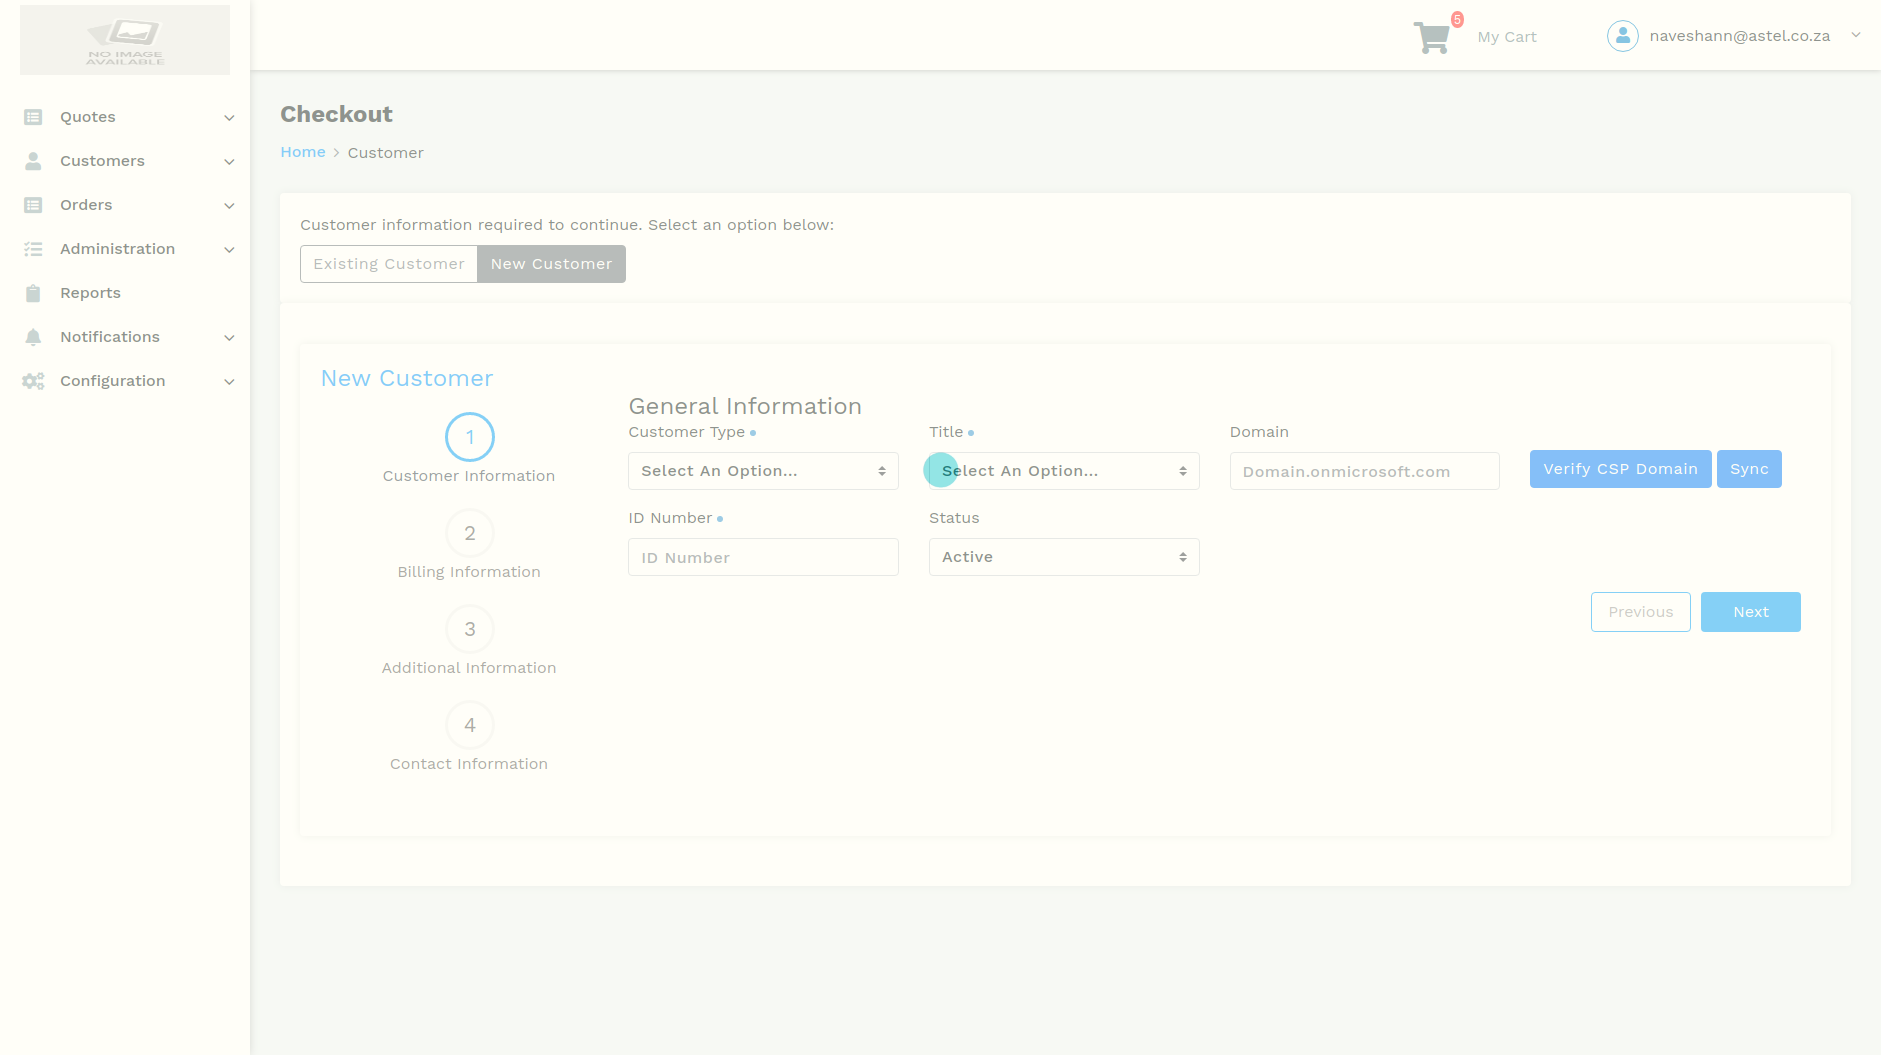 NO IMAGE
AVAILABLE
5
My Cart
naveshann@astel.co.za
Quotes
Customers
Orders
Administration
Reports
Notifications
Configuration
Checkout
Home > Customer
Customer information required to continue. Select an option below:
Existing Customer New Customer
New Customer
1
Customer Information
2
Billing Information
3
Additional Information
4
Contact Information
General Information
Customer Type Title Domain
Select An Option... Select An Option... Domain.onmicrosoft.com Verify CSP Domain Sync
ID Number Status
ID Number Active
Previous Next